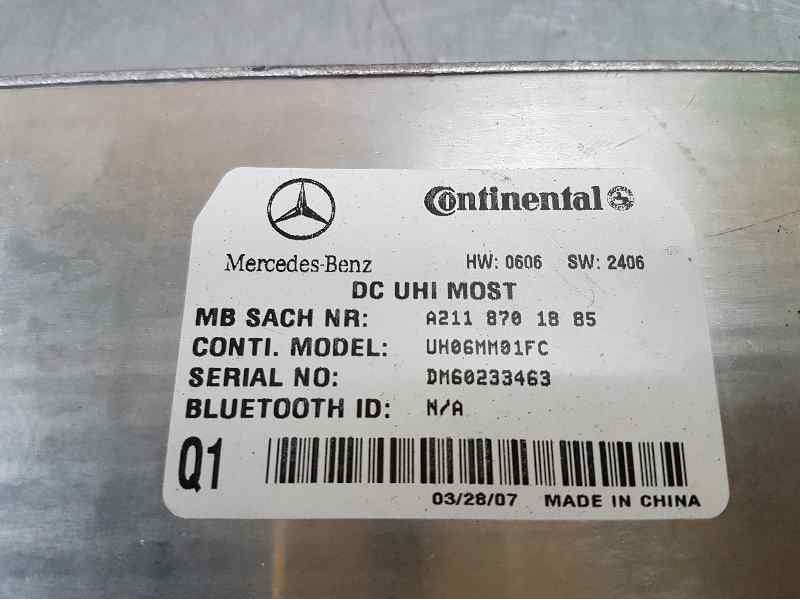 Mercedes-Benz
Continental
HW: 0606 SW: 2406
DC UHI MOST
MB SACH NR: A211 870 18 85
CONTI. MODEL: UH06MM01FC
SERIAL NO: DM60233463
BLUETOOTH ID: N/A
Q1
03/28/07 MADE IN CHINA